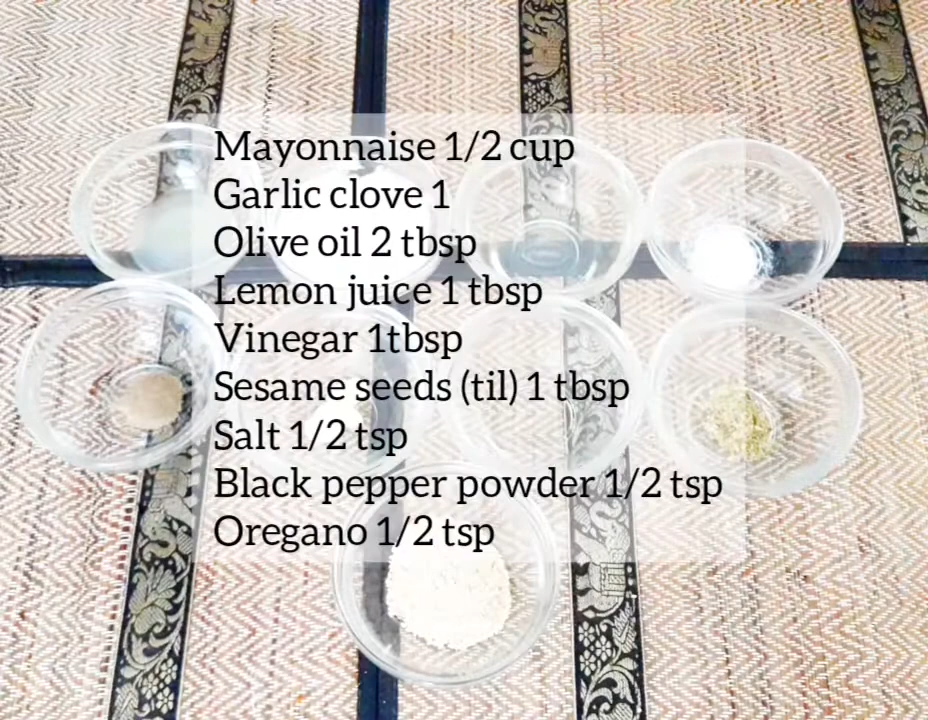 Mayonnaise 1/2 cup
Garlic clove 1
Olive oil 2 tbsp
Lemon juice 1 tbsp
Vinegar 1tbsp
Sesame seeds (til) 1 tbsp
Salt 1/2 tsp
Black pepper powder 1/2 tsp
Oregano 1/2 tsp